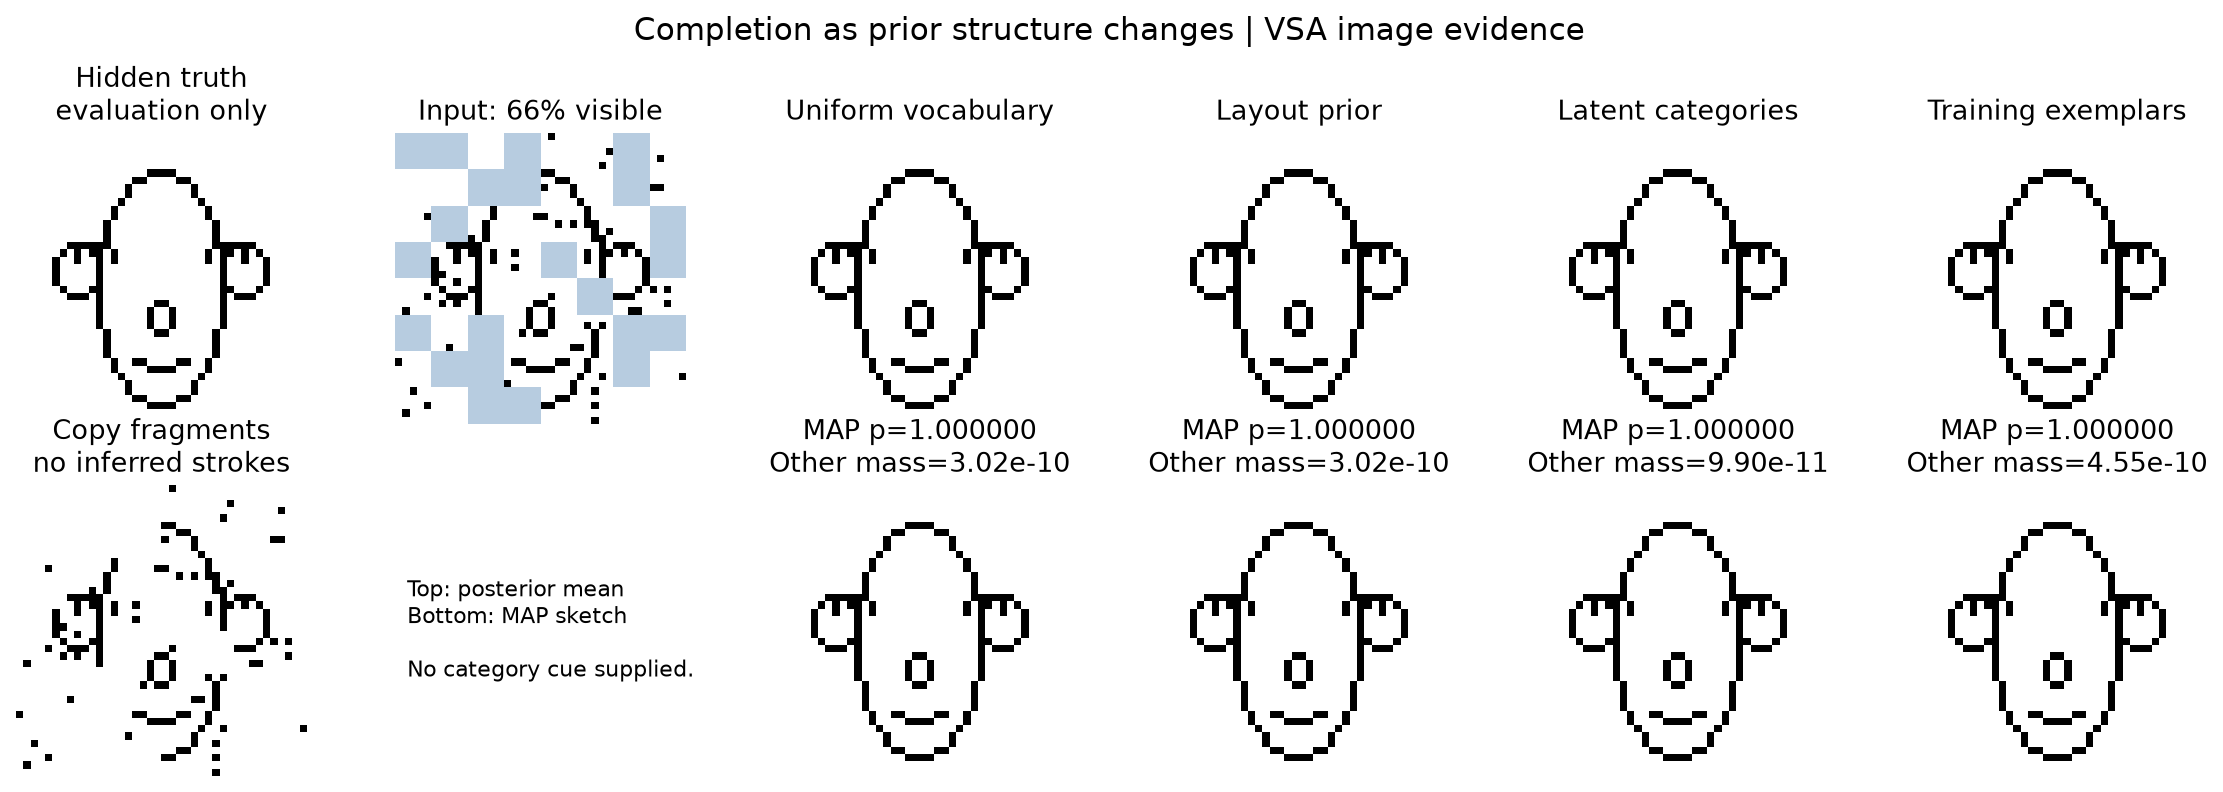 Completion as prior structure changes | VSA image evidence
Hidden truth
evaluation only
Input: 66% visible
Uniform vocabulary
Layout prior
Latent categories
Training exemplars
Copy fragments
no inferred strokes
MAP p=1.000000
Other mass=3.02e-10
MAP p=1.000000
Other mass=3.02e-10
MAP p=1.000000
Other mass=9.90e-11
MAP p=1.000000
Other mass=4.55e-10
Top: posterior mean
Bottom: MAP sketch
No category cue supplied.